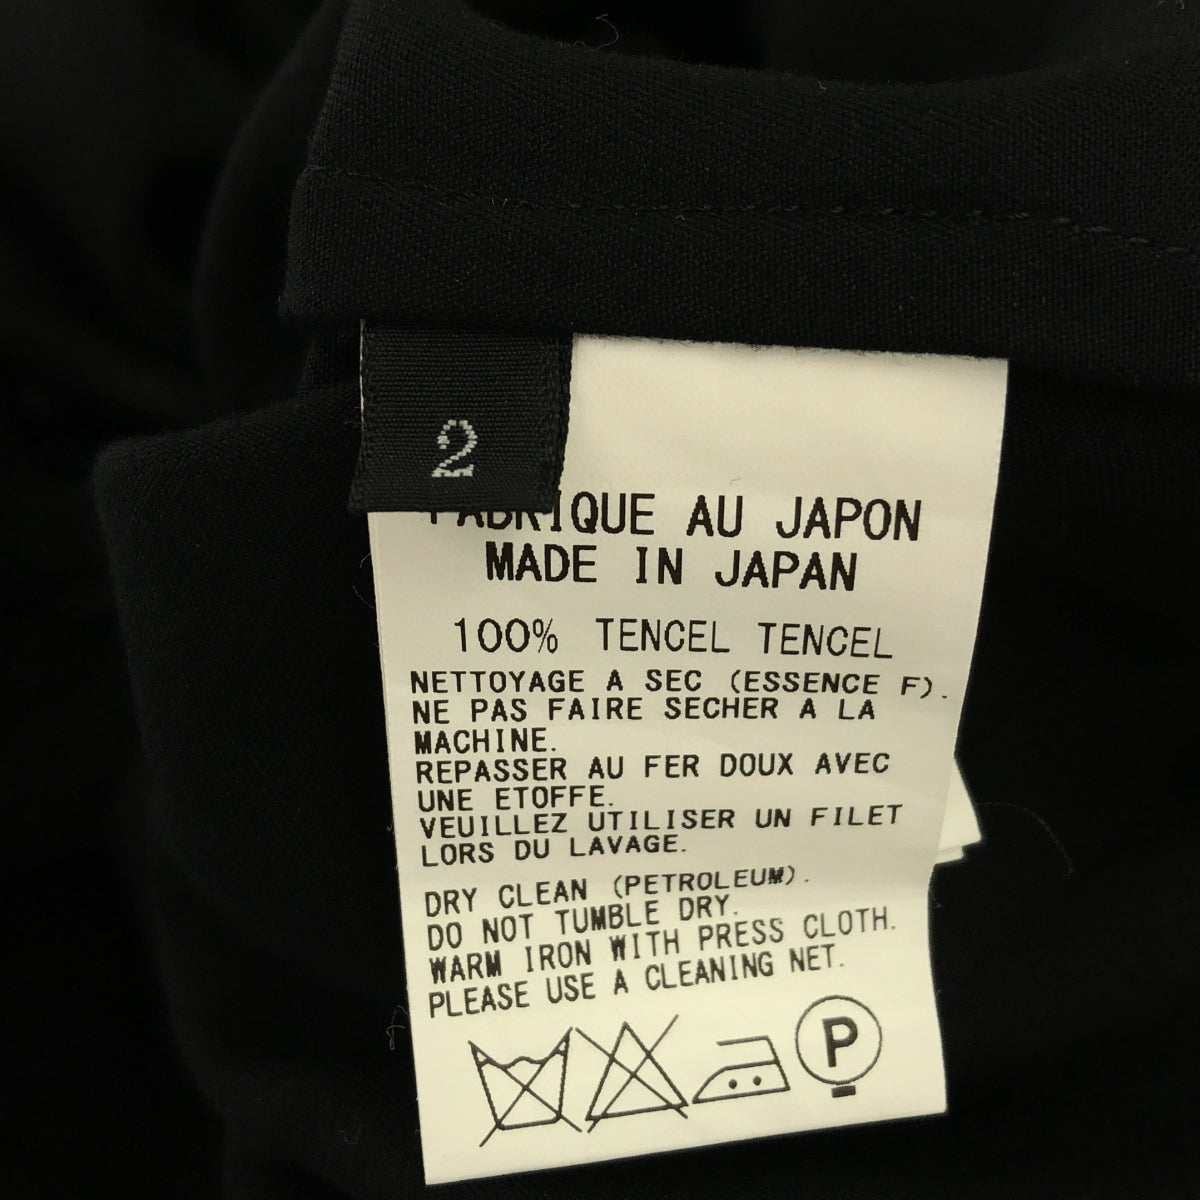 2
FABRIQUE AU JAPON
MADE IN JAPAN
100% TENCEL TENCEL
NETTOYAGE A SEC (ESSENCE F).
NE PAS FAIRE SECHER A LA
MACHINE.
REPASSER AU FER DOUX AVEC
UNE ETOFFE.
VEUILLEZ UTILISER UN FILET
LORS DU LAVAGE.
DRY CLEAN (PETROLEUM).
DO NOT TUMBLE DRY.
WARM IRON WITH PRESS CLOTH.
PLEASE USE A CLEANING NET.
P